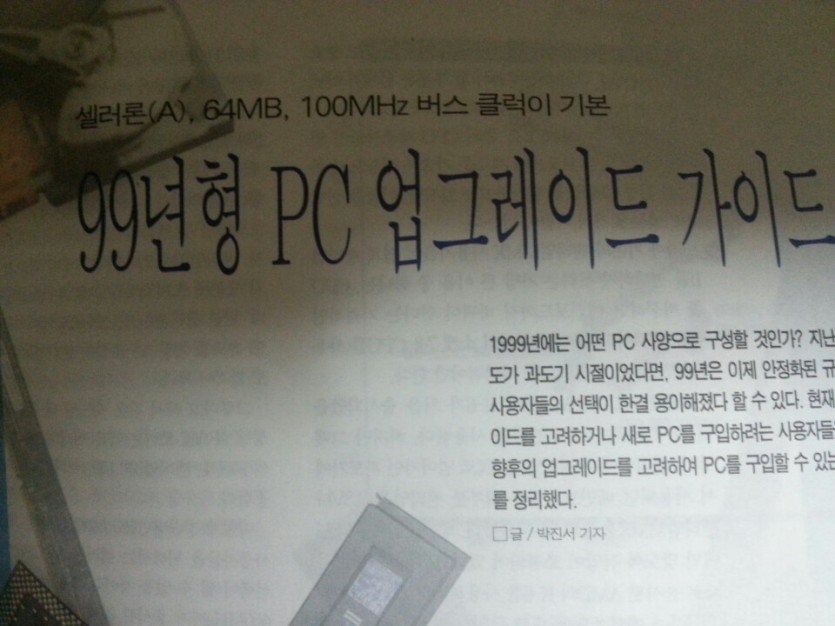 셀러론(A), 64MB, 100MHz 버스 클럭이 기본
99년형 PC 업그레이드 가이드
1999년에는 어떤 PC 사양으로 구성할 것인가? 지난
도가 과도기 시절이었다면, 99년은 이제 안정화된 규
사용자들의 선택이 한결 용이해졌다 할 수 있다. 현재
이드를 고려하거나 새로 PC를 구입하려는 사용자들
향후의 업그레이드를 고려하여 PC를 구입할 수 있는
를 정리했다.
□글 / 박진서 기자